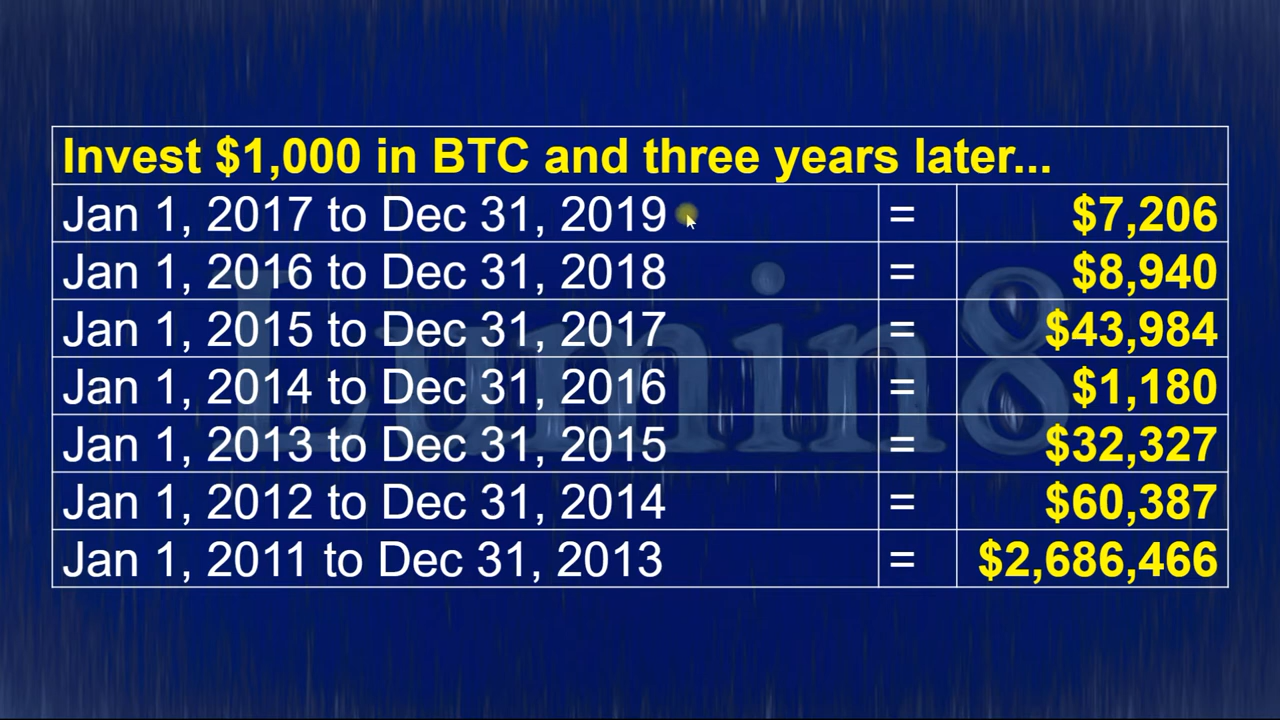 Invest $1,000 in BTC and three years later...
Jan 1, 2017 to Dec 31, 2019 = $7,206
Jan 1, 2016 to Dec 31, 2018 = $8,940
Jan 1, 2015 to Dec 31, 2017 = $43,984
Jan 1, 2014 to Dec 31, 2016 = $1,180
Jan 1, 2013 to Dec 31, 2015 = $32,327
Jan 1, 2012 to Dec 31, 2014 = $60,387
Jan 1, 2011 to Dec 31, 2013 = $2,686,466
Lumin8